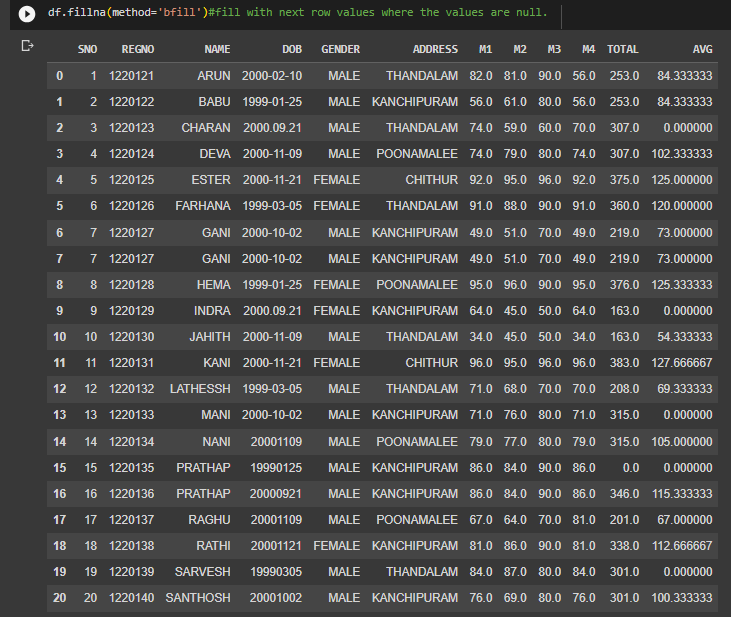 df.fillna(method='bfill')#fill with next row values where the values are null.
SNO REGNO NAME DOB GENDER ADDRESS M1 M2 M3 M4 TOTAL AVG
0 1 1220121 ARUN 2000-02-10 MALE THANDALAM 82.0 81.0 90.0 56.0 253.0 84.333333
1 2 1220122 BABU 1999-01-25 MALE KANCHIPURAM 56.0 61.0 80.0 56.0 253.0 84.333333
2 3 1220123 CHARAN 2000.09.21 MALE THANDALAM 74.0 59.0 60.0 70.0 307.0 0.000000
3 4 1220124 DEVA 2000-11-09 MALE POONAMALEE 74.0 79.0 80.0 74.0 307.0 102.333333
4 5 1220125 ESTER 2000-11-21 FEMALE CHITHUR 92.0 95.0 96.0 92.0 375.0 125.000000
5 6 1220126 FARHANA 1999-03-05 FEMALE THANDALAM 91.0 88.0 90.0 91.0 360.0 120.000000
6 7 1220127 GANI 2000-10-02 MALE KANCHIPURAM 49.0 51.0 70.0 49.0 219.0 73.000000
7 7 1220127 GANI 2000-10-02 MALE KANCHIPURAM 49.0 51.0 70.0 49.0 219.0 73.000000
8 8 1220128 HEMA 1999-01-25 FEMALE POONAMALEE 95.0 96.0 90.0 95.0 376.0 125.333333
9 9 1220129 INDRA 2000.09.21 FEMALE KANCHIPURAM 64.0 45.0 50.0 64.0 163.0 0.000000
10 10 1220130 JAHITH 2000-11-09 MALE THANDALAM 34.0 45.0 50.0 34.0 163.0 54.333333
11 11 1220131 KANI 2000-11-21 FEMALE CHITHUR 96.0 95.0 96.0 96.0 383.0 127.666667
12 12 1220132 LATHESSH 1999-03-05 MALE THANDALAM 71.0 68.0 70.0 70.0 208.0 69.333333
13 13 1220133 MANI 2000-10-02 MALE KANCHIPURAM 71.0 76.0 80.0 71.0 315.0 0.000000
14 14 1220134 NANI 20001109 MALE POONAMALEE 79.0 77.0 80.0 79.0 315.0 105.000000
15 15 1220135 PRATHAP 19990125 MALE KANCHIPURAM 86.0 84.0 90.0 86.0 0.0 0.000000
16 16 1220136 PRATHAP 20000921 MALE KANCHIPURAM 86.0 84.0 90.0 86.0 346.0 115.333333
17 17 1220137 RAGHU 20001109 MALE POONAMALEE 67.0 64.0 70.0 81.0 201.0 67.000000
18 18 1220138 RATHI 20001121 FEMALE KANCHIPURAM 81.0 86.0 90.0 81.0 338.0 112.666667
19 19 1220139 SARVESH 19990305 MALE THANDALAM 84.0 87.0 80.0 84.0 301.0 0.000000
20 20 1220140 SANTHOSH 20001002 MALE KANCHIPURAM 76.0 69.0 80.0 76.0 301.0 100.333333